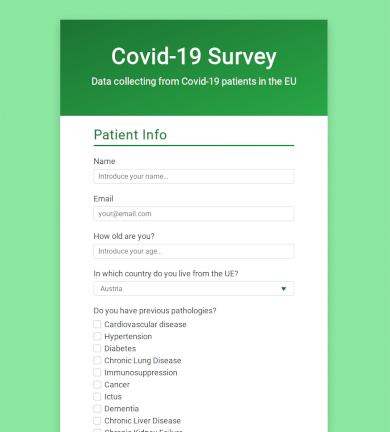 Covid-19 Survey
Data collecting from Covid-19 patients in the EU
Patient Info
Name
Introduce your name...
Email
your@email.com
How old are you?
Introduce your age...
In which country do you live from the UE?
Austria
Do you have previous pathologies?
Cardiovascular disease
Hypertension
Diabetes
Chronic Lung Disease
Immunosuppression
Cancer
Ictus
Dementia
Chronic Liver Disease
Chronic Kidney Failure